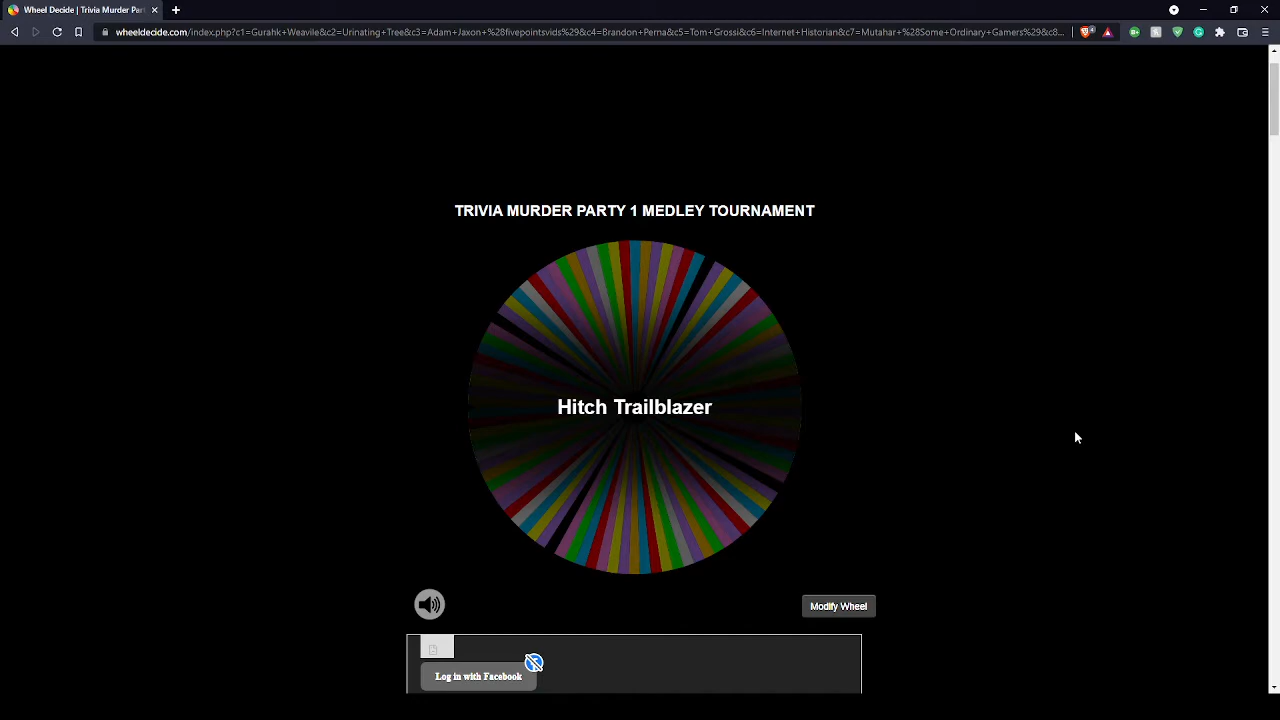 Wheel Decide | Trivia Murder Par
wheeldecide.com/index.php?c1=Gurahk+Weavile&c2=Urinating+Tree&c3=Adam+Jaxon+%28fivepointsvids%29&c4=Brandon+Perna&c5=Tom+Grossi&c6=Internet+Historian&c7=Mutahar+%28Some+Ordinary+Gamers%29&c8...
TRIVIA MURDER PARTY 1 MEDLEY TOURNAMENT
Hitch Trailblazer
Modify Wheel
Log in with Facebook